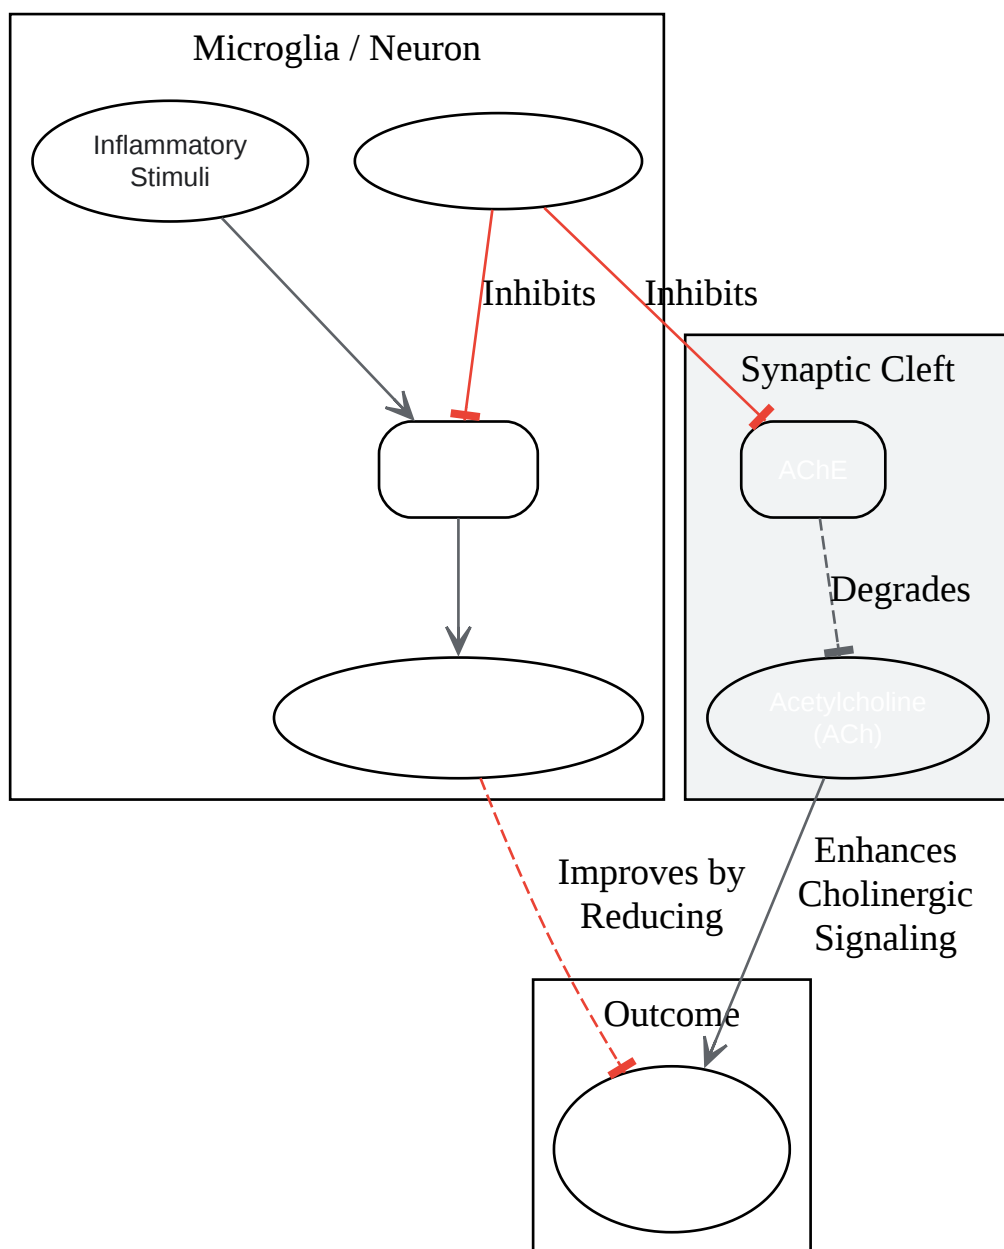 Microglia / Neuron
Inflammatory
Stimuli
Inhibits
Inhibits
Synaptic Cleft
AChE
Degrades
Acetylcholine
(ACh)
Improves by
Reducing
Enhances
Cholinergic
Signaling
Outcome